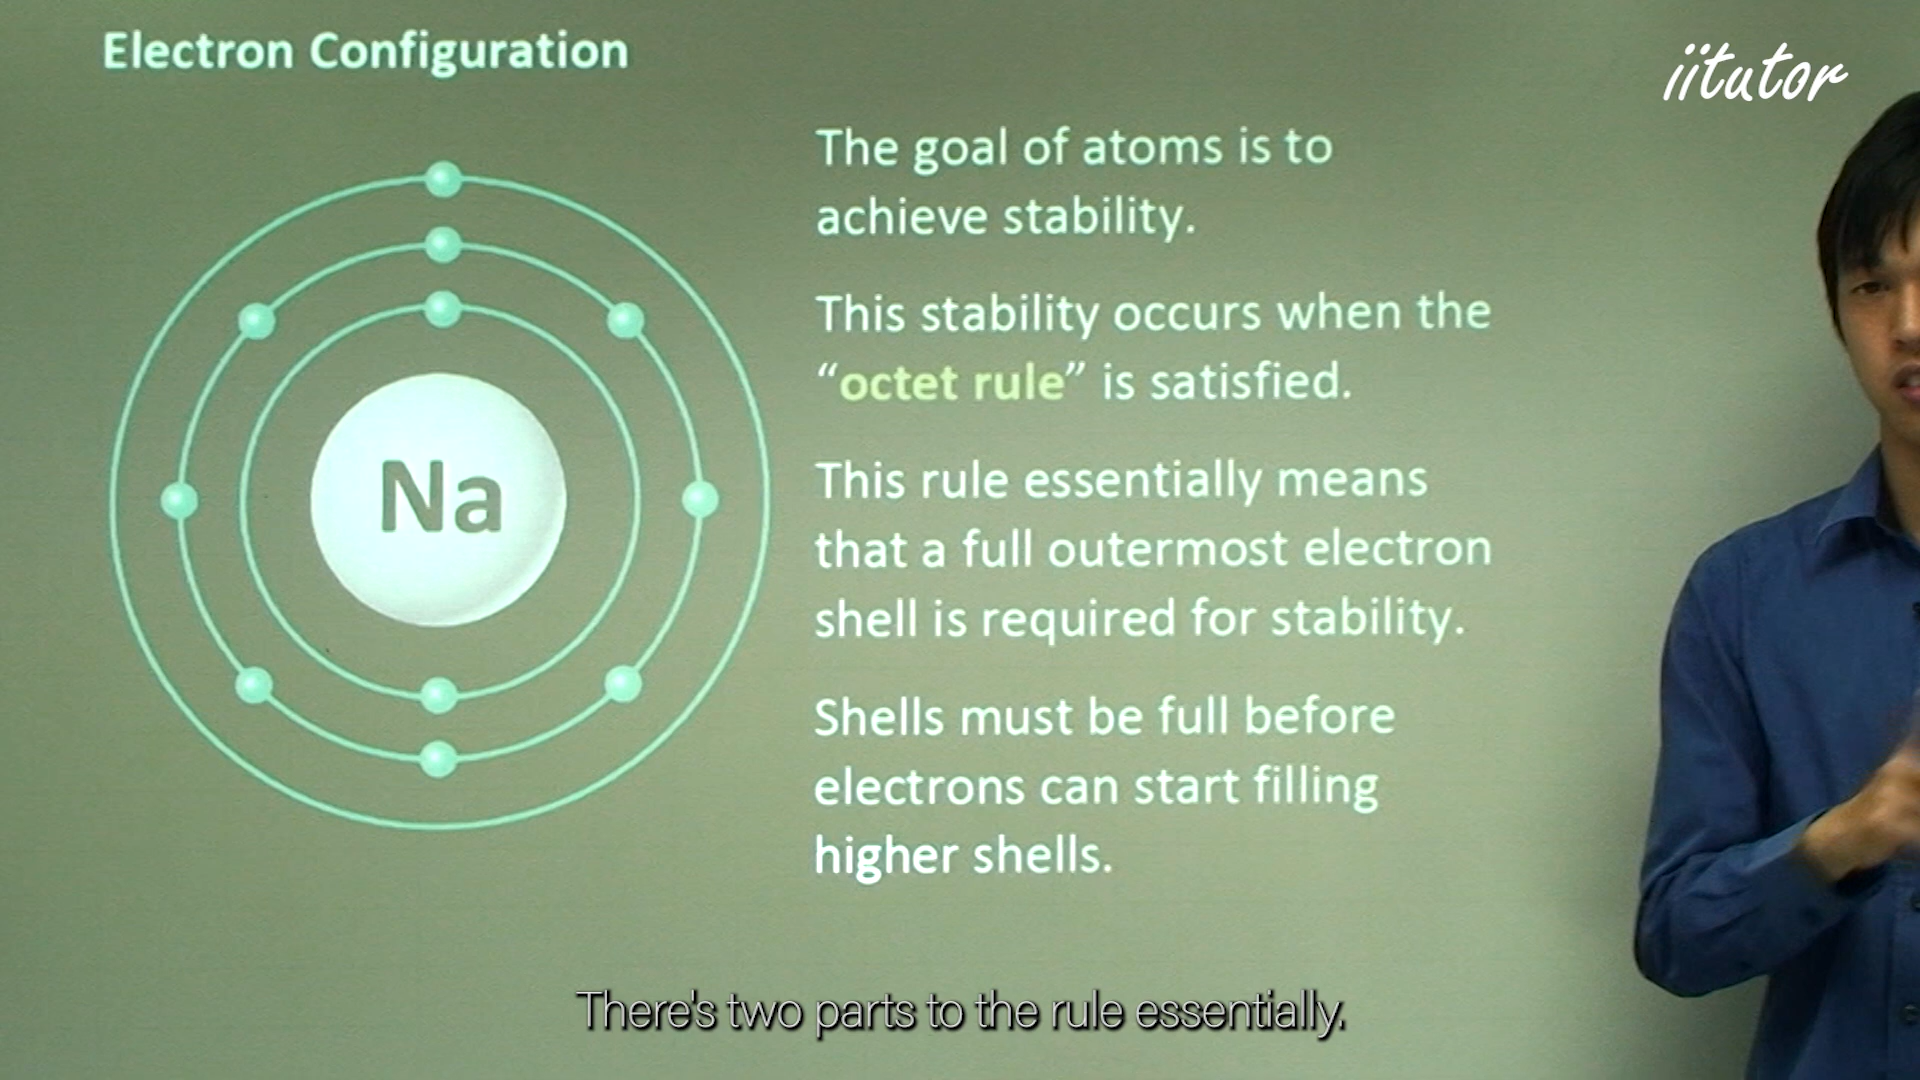 Electron Configuration
iitutor
The goal of atoms is to
achieve stability.
This stability occurs when the
“octet rule” is satisfied.
This rule essentially means
that a full outermost electron
shell is required for stability.
Shells must be full before
electrons can start filling
higher shells.
Na
There's two parts to the rule essentially.